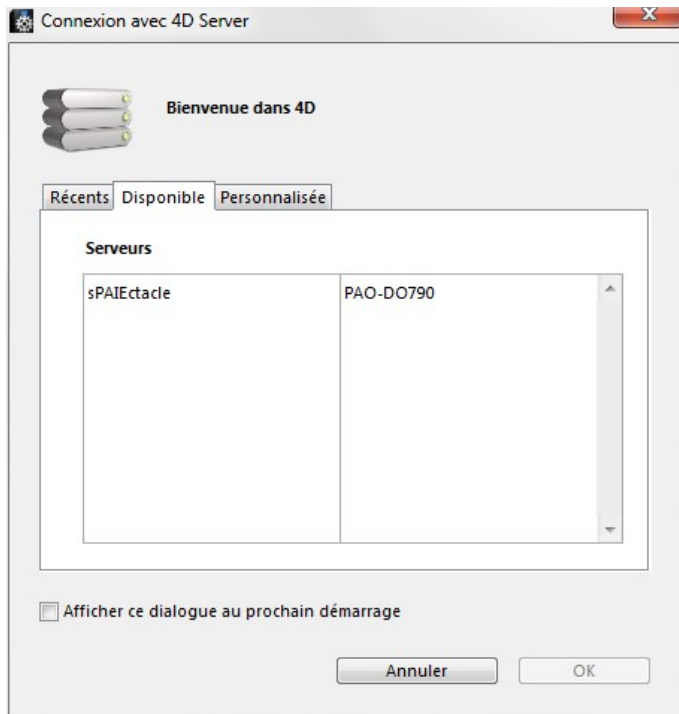 Connexion avec 4D Server
Bienvenue dans 4D
Récents Disponible Personnalisée
Serveurs
sPAIEctacle PAO-DO790
Afficher ce dialogue au prochain démarrage
Annuler OK